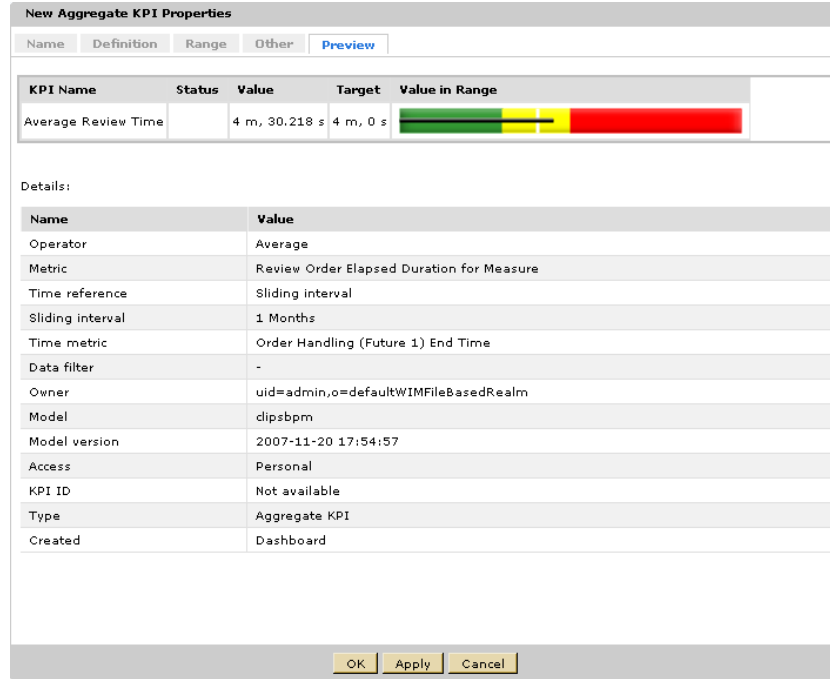 New Aggregate KPI Properties
Name Definition Range Other Preview
KPI Name Status Value Target Value in Range
Average Review Time 4 m, 30.218 s 4 m, 0 s
Details:
Name Value
Operator Average
Metric Review Order Elapsed Duration for Measure
Time reference Sliding interval
Sliding interval 1 Months
Time metric Order Handling (Future 1) End Time
Data filter -
Owner uid=admin,o=defaultWIMFileBasedRealm
Model clipsbpm
Model version 2007-11-20 17:54:57
Access Personal
KPI ID Not available
Type Aggregate KPI
Created Dashboard
OK Apply Cancel